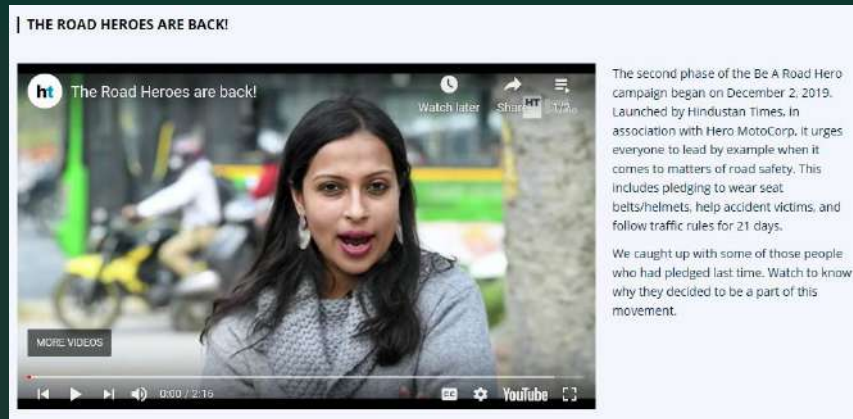 THE ROAD HEROES ARE BACK!
ht
The Road Heroes are back!
Watch later
Share
HT
1/2
The second phase of the Be A Road Hero
campaign began on December 2, 2019.
Launched by Hindustan Times, in
association with Hero MotoCorp, it urges
everyone to lead by example when it
comes to matters of road safety. This
includes pledging to wear seat
belts/helmets, help accident victims, and
follow traffic rules for 21 days.
We caught up with some of those people
who had pledged last time. Watch to know
why they decided to be a part of this
movement.
MORE VIDEOS
0:00 / 2:16
CC
YouTube